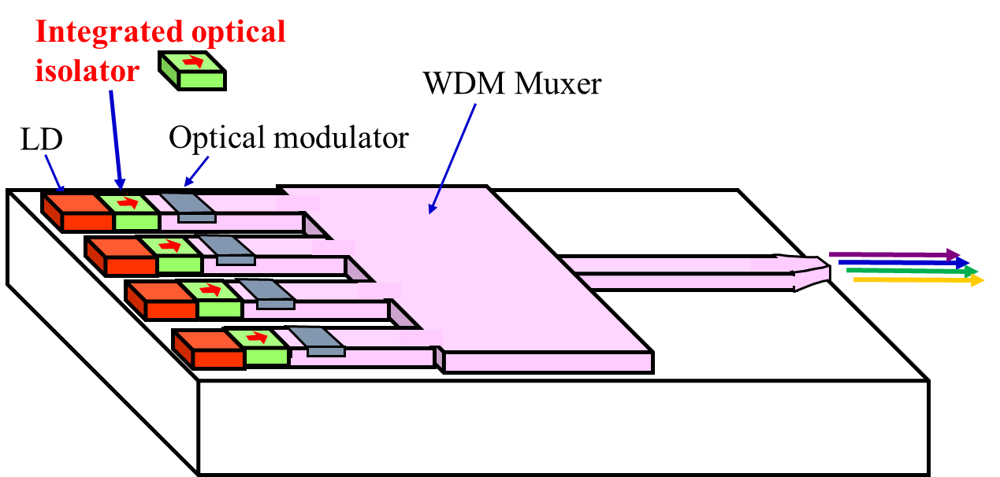 Integrated optical
isolator
WDM Muxer
LD
Optical modulator